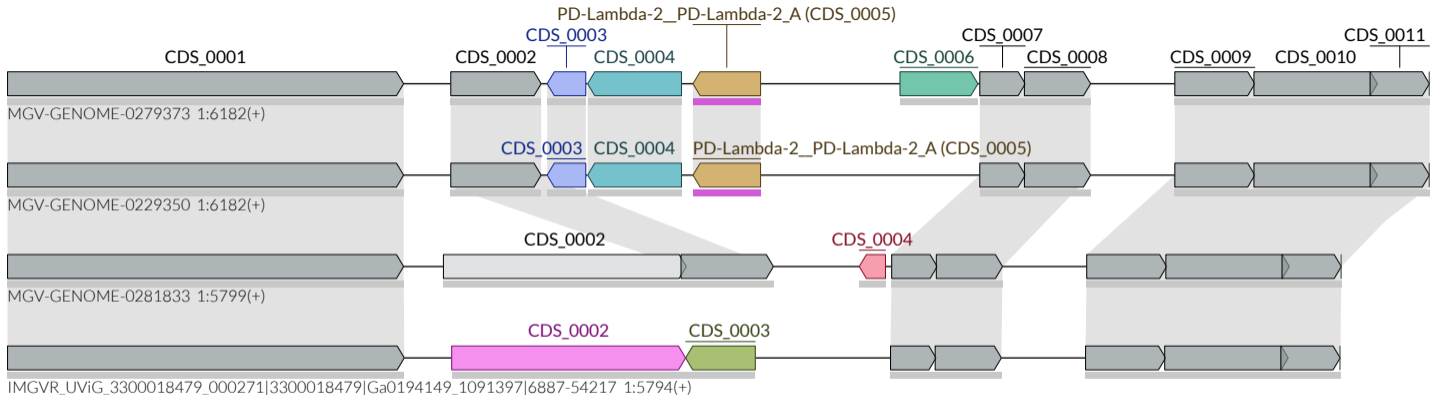 PD-Lambda-2__PD-Lambda-2_A (CDS_0005)
CDS_0003 CDS_0007 CDS_0011
CDS_0001 CDS_0002 CDS_0004 CDS_0006 CDS_0008 CDS_0009 CDS_0010
MGV-GENOME-0279373 1:6182(+)
CDS_0003 CDS_0004 PD-Lambda-2__PD-Lambda-2_A (CDS_0005)
MGV-GENOME-0229350 1:6182(+)
CDS_0002 CDS_0004
MGV-GENOME-0281833 1:5799(+)
CDS_0002 CDS_0003
IMGVR_UViG_3300018479_000271|3300018479|Ga0194149_1091397|6887-54217 1:5794(+)